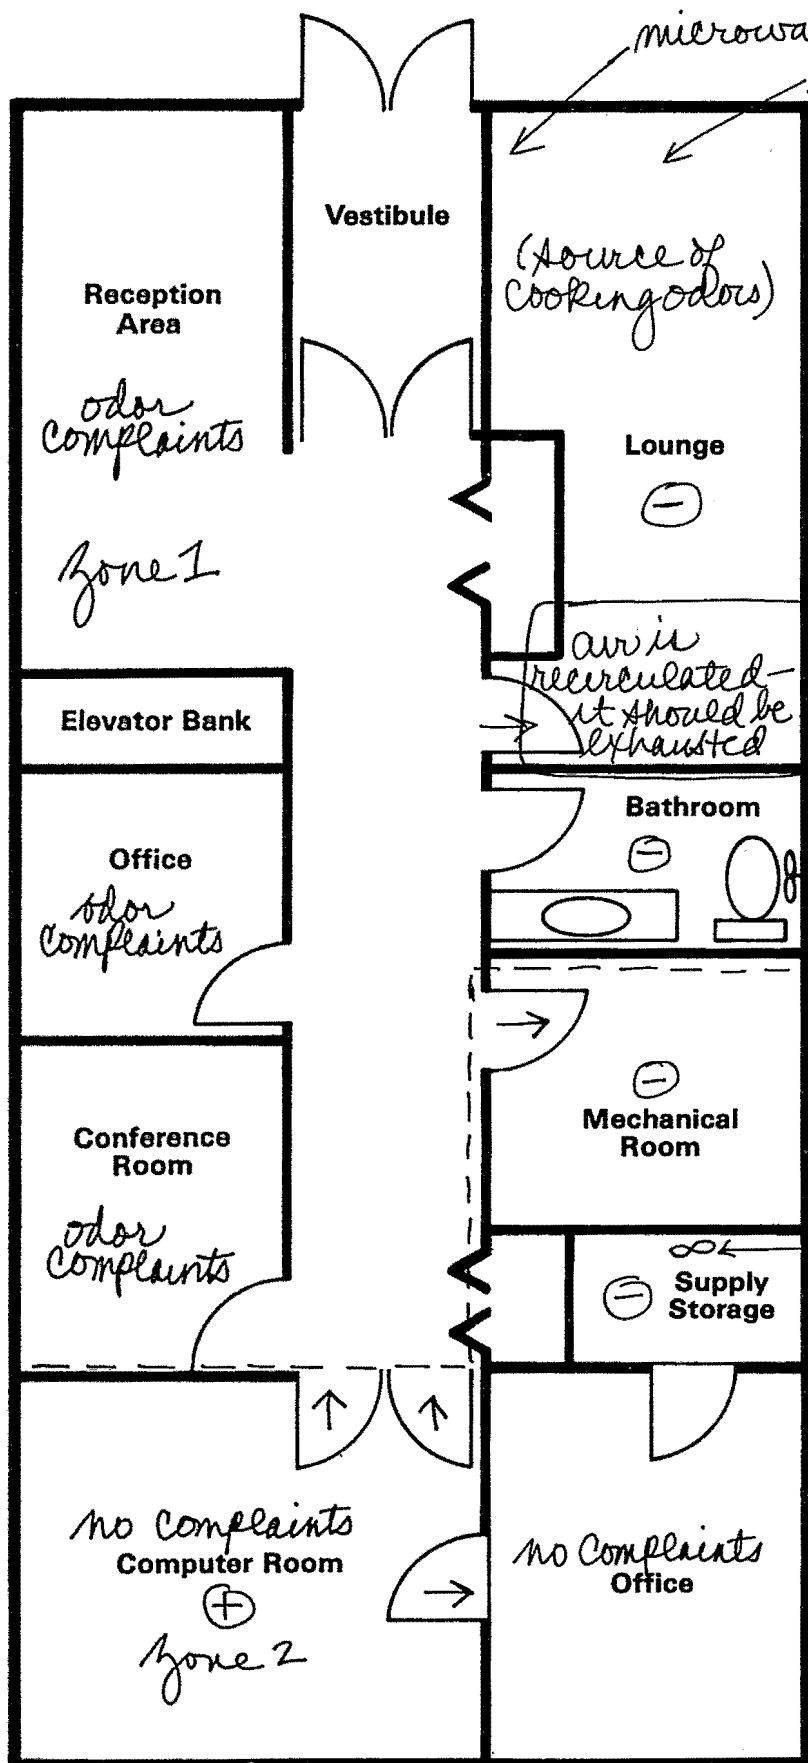 microwa
Vestibule
(source of
cooking odors)
Reception
Area
odor
complaints
Lounge
−
Zone 1
air is
recirculated—
it should be
exhausted
Elevator Bank
Bathroom
−
Office
odor
complaints
−
Mechanical
Room
Conference
Room
odor
complaints
−
Supply
Storage
no complaints
Computer Room
+
Zone 2
no complaints
Office